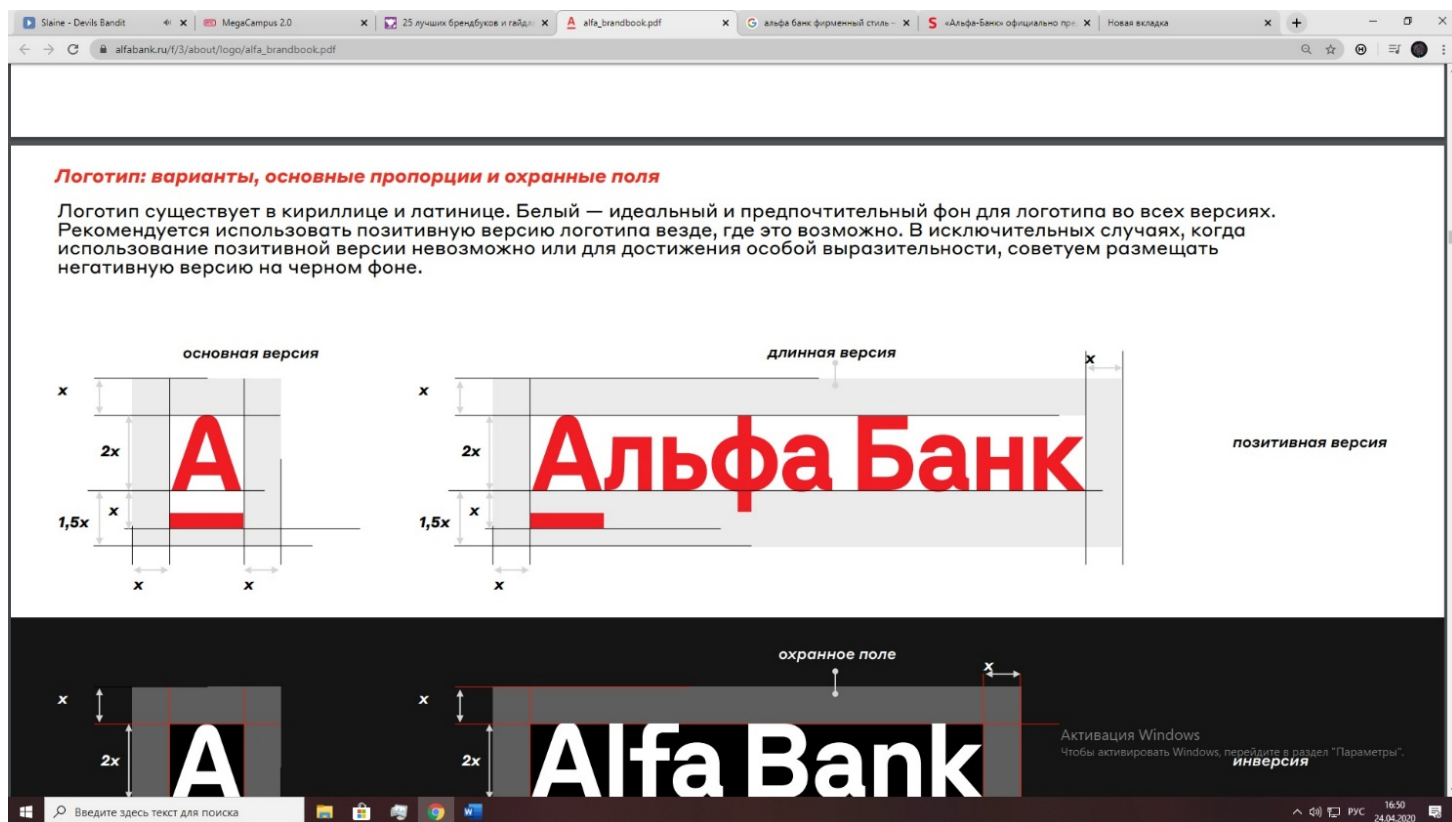 Slaine - Devils Bandit
MegaCampus 2.0
25 лучших брендбуков и гайдл
alfa_brandbook.pdf
альфа банк фирменный стиль -
«Альфа-Банк» официально пре
Новая вкладка
alfabank.ru/f/3/about/logo/alfa_brandbook.pdf
Логотип: варианты, основные пропорции и охранные поля
Логотип существует в кириллице и латинице. Белый — идеальный и предпочтительный фон для логотипа во всех версиях.
Рекомендуется использовать позитивную версию логотипа везде, где это возможно. В исключительных случаях, когда
использование позитивной версии невозможно или для достижения особой выразительности, советуем размещать
негативную версию на черном фоне.
основная версия
длинная версия
x
x
x
2x
А
2x
Альфа Банк
позитивная версия
1,5x
x
1,5x
x
x
x
x
охранное поле
x
x
x
2x
А
2x
Alfa Bank
Активация Windows
Чтобы активировать Windows, перейдите в раздел "Параметры".
инверсия
Введите здесь текст для поиска
РУС
16:50
24.04.2020